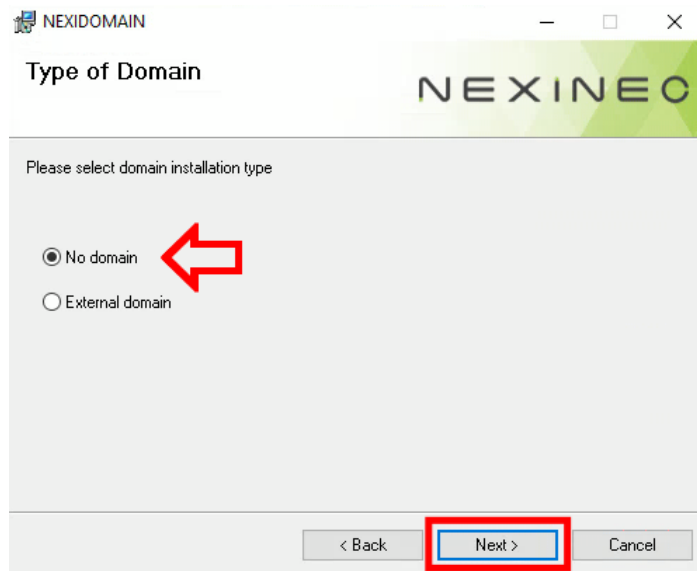 NEXIDOMAIN
Type of Domain
NEXINEC
Please select domain installation type
No domain
External domain
< Back
Next >
Cancel